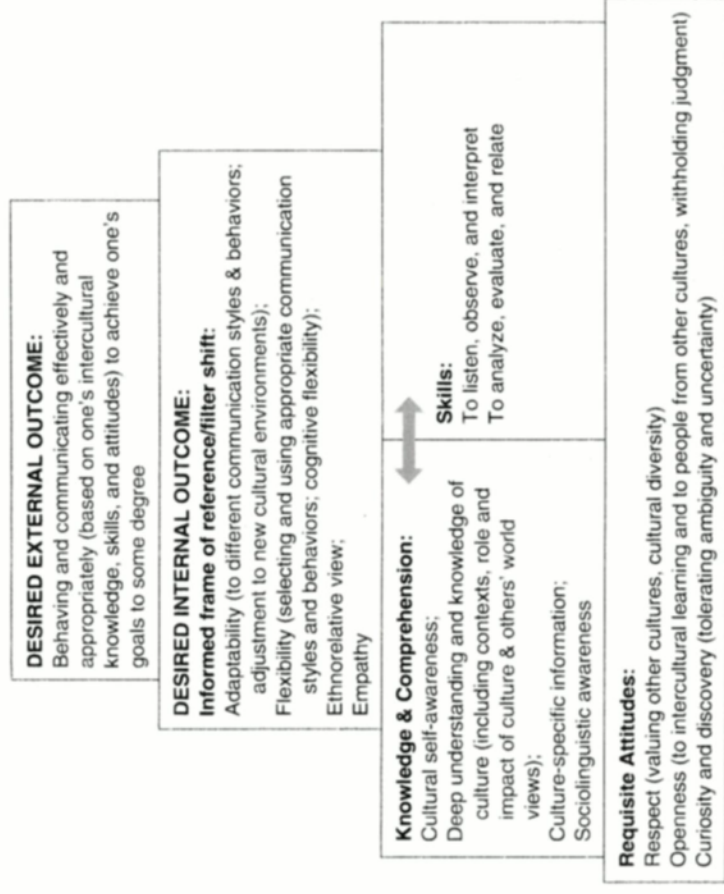 DESIRED EXTERNAL OUTCOME:
Behaving and communicating effectively and
appropriately (based on one's intercultural
knowledge, skills, and attitudes) to achieve one's
goals to some degree
DESIRED INTERNAL OUTCOME:
Informed frame of reference/filter shift:
Adaptability (to different communication styles & behaviors;
adjustment to new cultural environments);
Flexibility (selecting and using appropriate communication
styles and behaviors; cognitive flexibility);
Ethnorelative view;
Empathy
Knowledge & Comprehension:
Cultural self-awareness;
Deep understanding and knowledge of
culture (including contexts, role and
impact of culture & others' world
views);
Culture-specific information;
Sociolinguistic awareness
Skills:
To listen, observe, and interpret
To analyze, evaluate, and relate
Requisite Attitudes:
Respect (valuing other cultures, cultural diversity)
Openness (to intercultural learning and to people from other cultures, withholding judgment)
Curiosity and discovery (tolerating ambiguity and uncertainty)